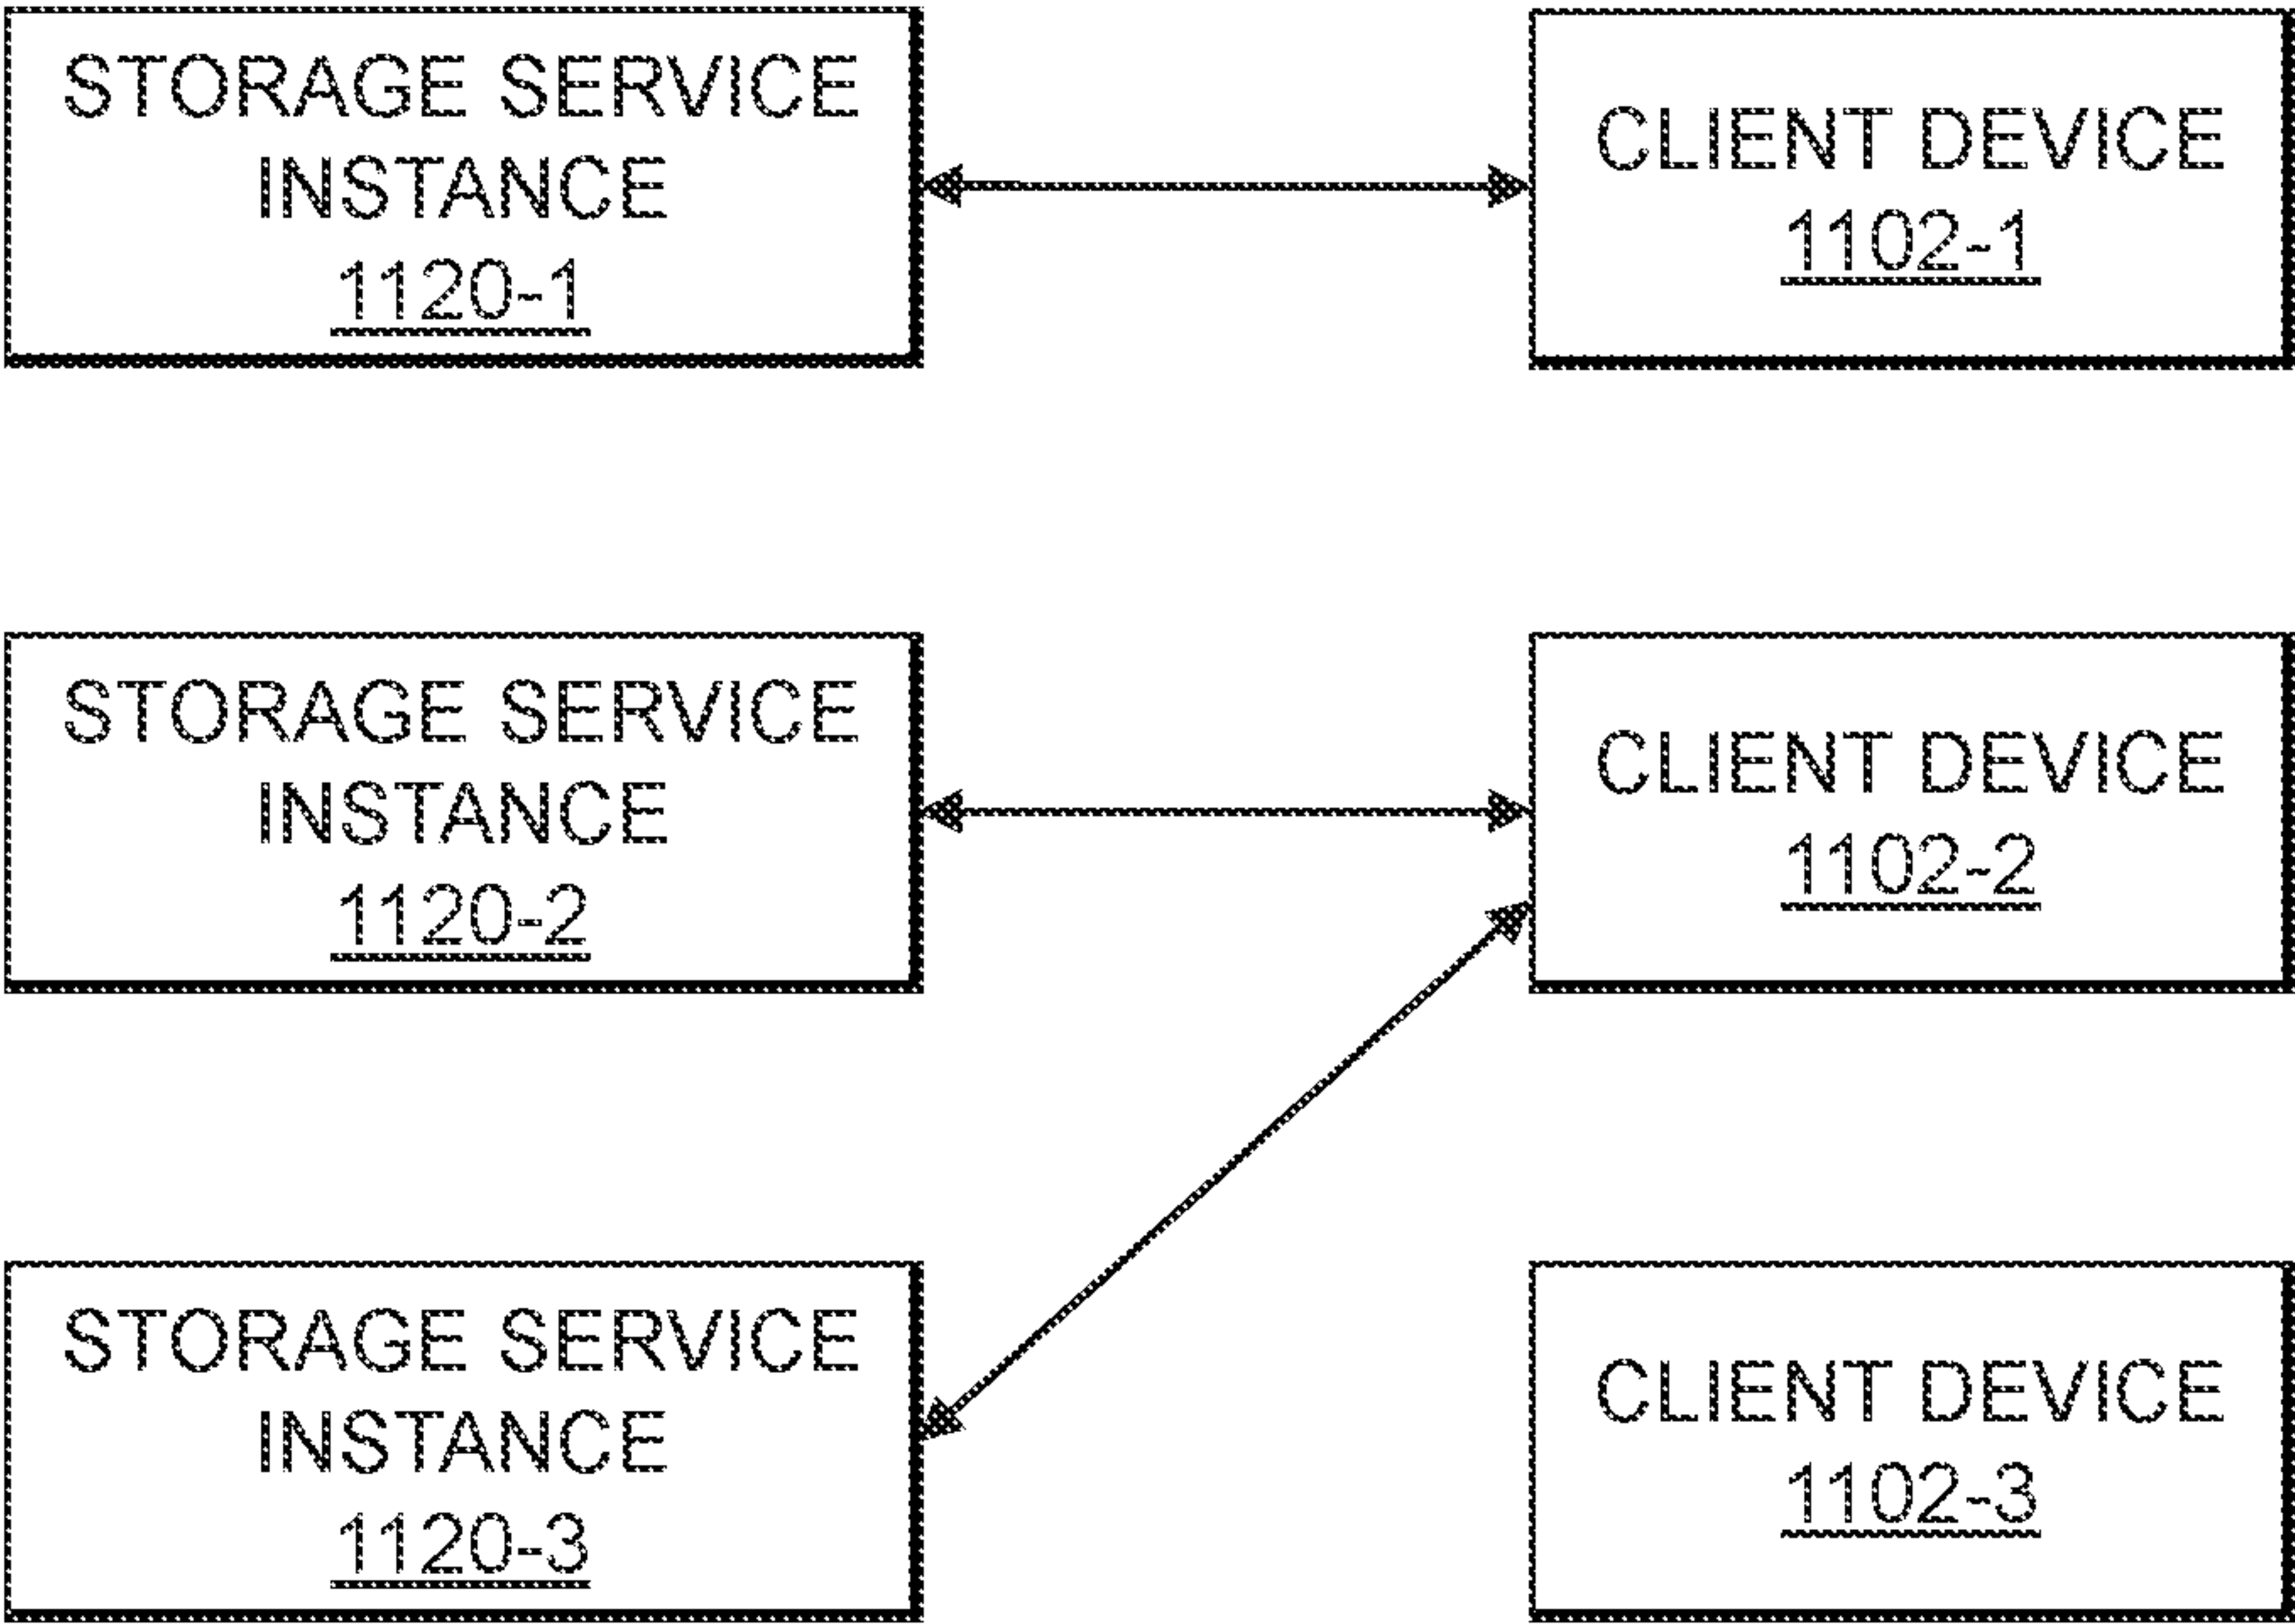 STORAGE SERVICE
INSTANCE
1120-1
CLIENT DEVICE
1102-1
STORAGE SERVICE
INSTANCE
1120-2
CLIENT DEVICE
1102-2
STORAGE SERVICE
INSTANCE
1120-3
CLIENT DEVICE
1102-3